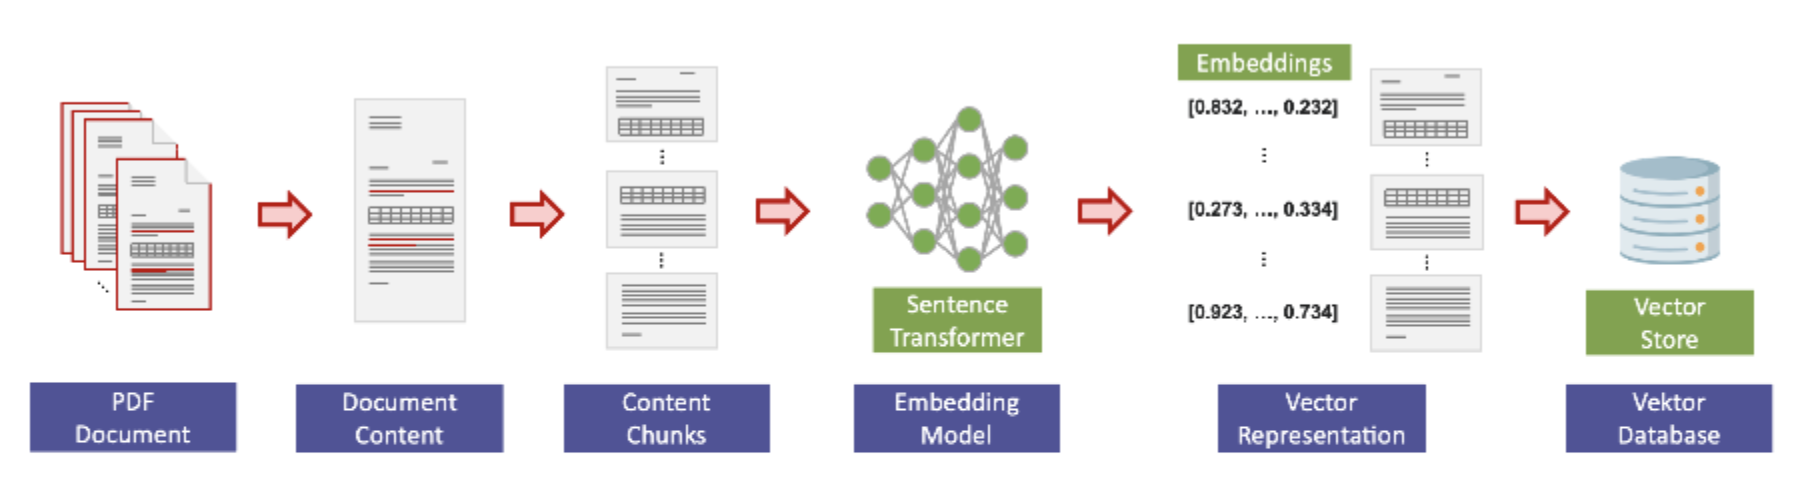 Embeddings
[0.832, ..., 0.232]
[0.273, ..., 0.334]
[0.923, ..., 0.734]
Sentence
Transformer
Vector
Store
PDF
Document
Document
Content
Content
Chunks
Embedding
Model
Vector
Representation
Vektor
Database